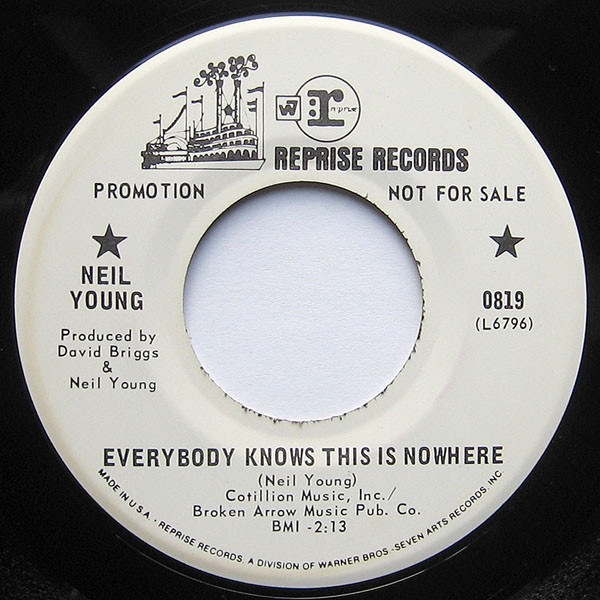 W B r reprise
REPRISE RECORDS
PROMOTION NOT FOR SALE
NEIL
YOUNG
Produced by
David Briggs
&
Neil Young
0819
(L6796)
EVERYBODY KNOWS THIS IS NOWHERE
(Neil Young)
Cotillion Music, Inc./
Broken Arrow Music Pub. Co.
BMI -2:13
MADE IN U.S.A. - REPRISE RECORDS, A DIVISION OF WARNER BROS.-SEVEN ARTS RECORDS, INC.